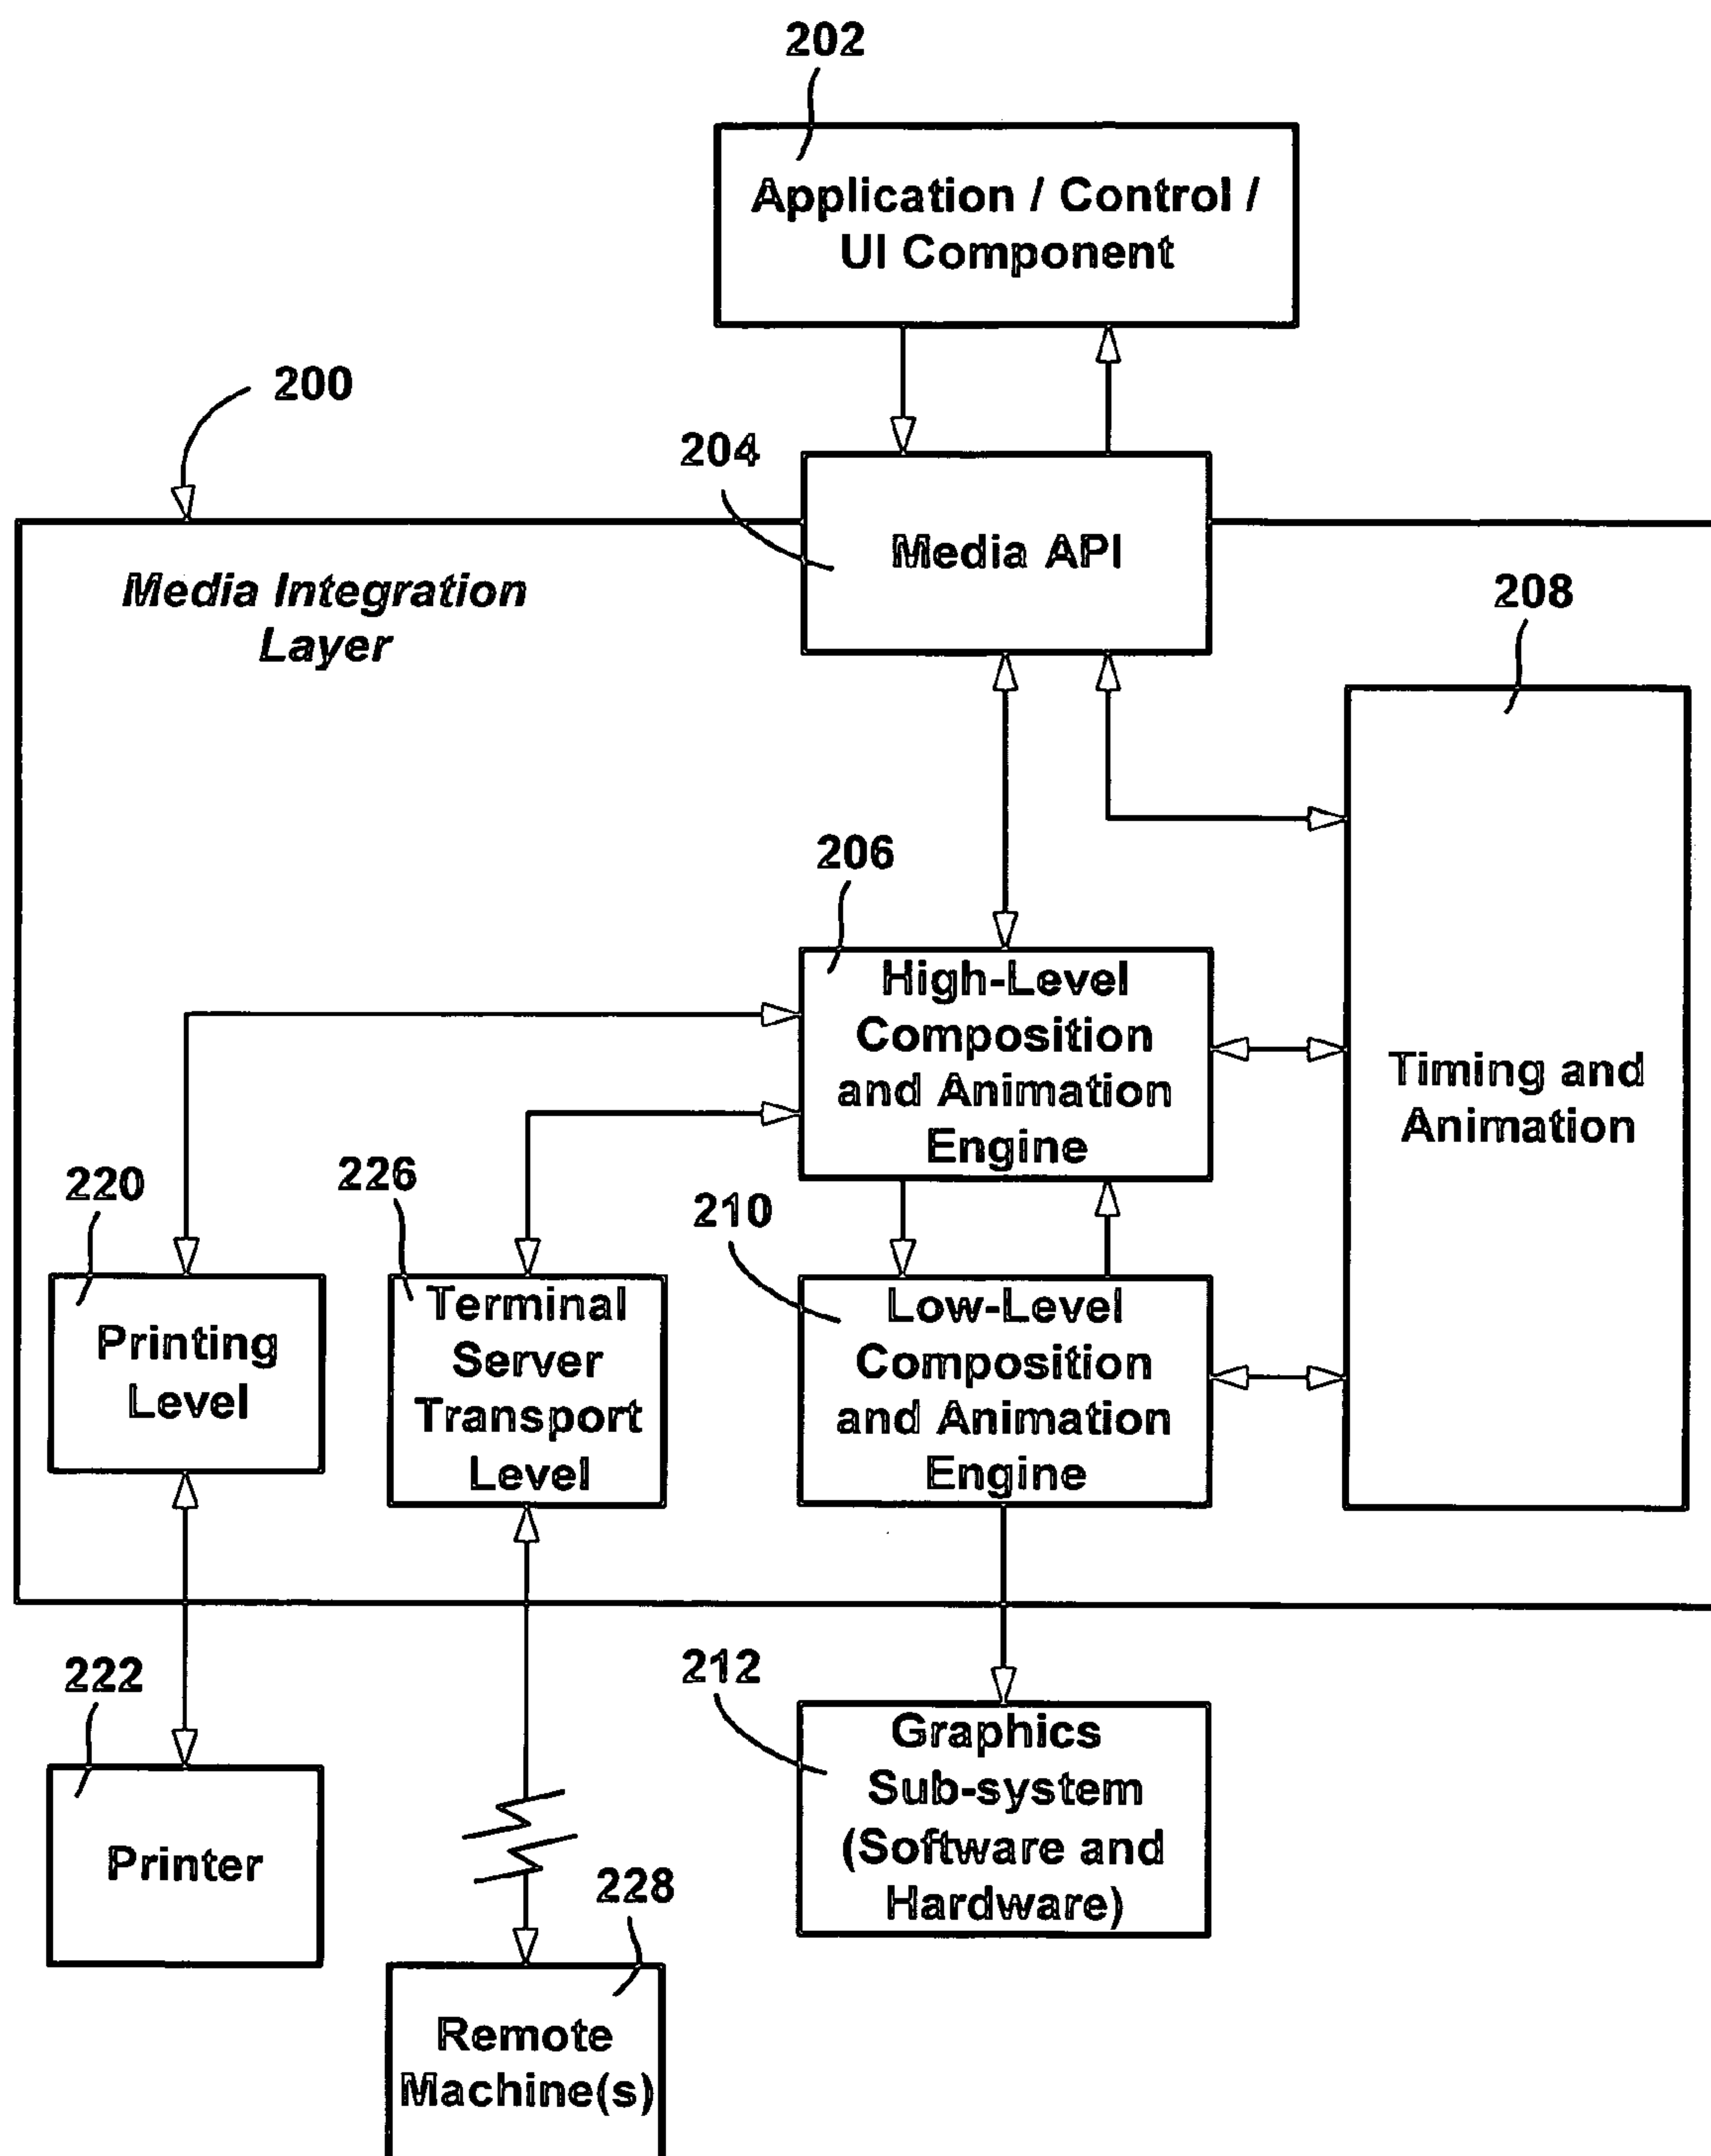 202
Application / Control /
UI Component
200
204
Media API
Media Integration
Layer
208
206
High-Level
Composition
and Animation
Engine
Timing and
Animation
220
226
210
Printing
Level
Terminal
Server
Transport
Level
Low-Level
Composition
and Animation
Engine
222
212
Graphics
Sub-system
(Software and
Hardware)
Printer
228
Remote
Machine(s)